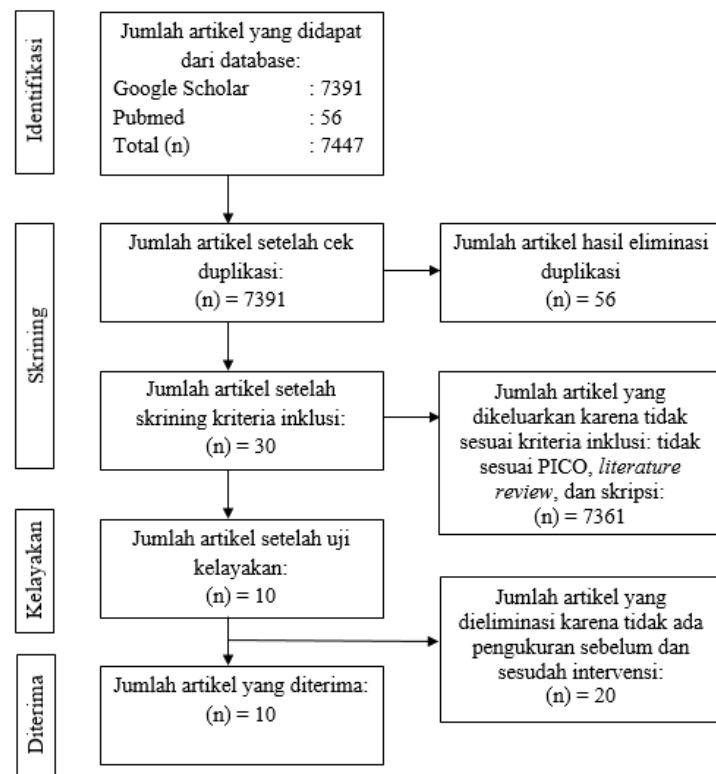 Identifikasi
Jumlah artikel yang didapat
dari database:
Google Scholar : 7391
Pubmed : 56
Total (n) : 7447
Skrining
Jumlah artikel setelah cek
duplikasi:
(n) = 7391
Jumlah artikel hasil eliminasi
duplikasi
(n) = 56
Jumlah artikel setelah
skrining kriteria inklusi:
(n) = 30
Jumlah artikel yang
dikeluarkan karena tidak
sesuai kriteria inklusi: tidak
sesuai PICO, literature
review, dan skripsi:
(n) = 7361
Kelayakan
Jumlah artikel setelah uji
kelayakan:
(n) = 10
Jumlah artikel yang
dieliminasi karena tidak ada
pengukuran sebelum dan
sesudah intervensi:
(n) = 20
Diterima
Jumlah artikel yang diterima:
(n) = 10